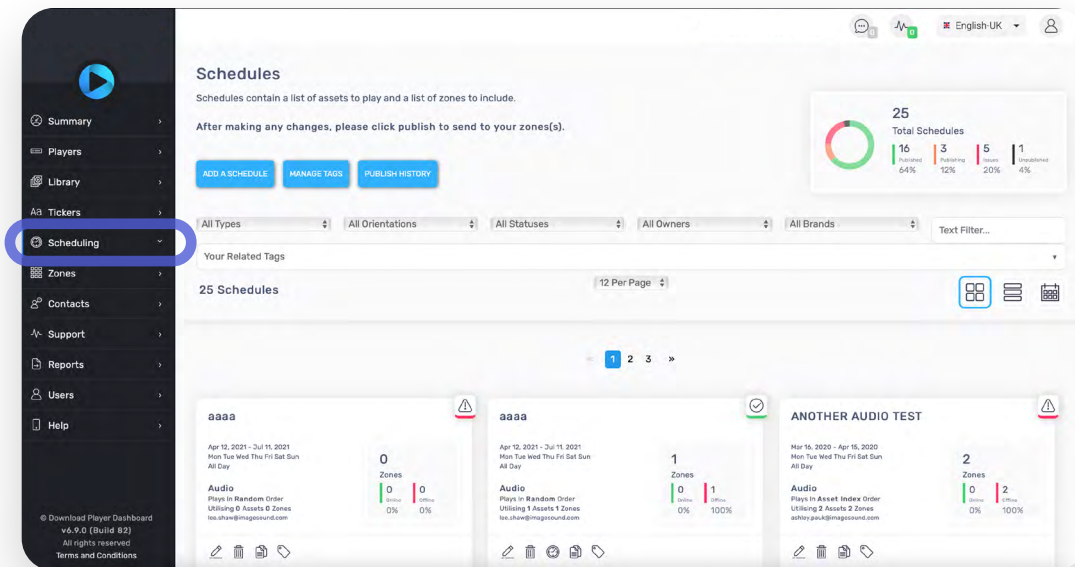 0
0
English-UK
Summary
Players
Library
AB Tickers
Scheduling
Zones
Contacts
Support
Reports
Users
Help
© Download Player Dashboard
v6.9.0 (Build 82)
All rights reserved
Terms and Conditions
Schedules
Schedules contain a list of assets to play and a list of zones to include.
After making any changes, please click publish to send to your zones(s).
ADD A SCHEDULE MANAGE TAGS PUBLISH HISTORY
25
Total Schedules
16 3 5 1
Published Publishing Issues Unpublished
64% 12% 20% 4%
All Types All Orientations All Statuses All Owners All Brands Text Filter...
Your Related Tags
25 Schedules 12 Per Page
« 1 2 3 »
aaaa
Apr 12, 2021 - Jul 11, 2021
Mon Tue Wed Thu Fri Sat Sun
All Day
Audio
Plays in Random Order
Utilising 0 Assets 0 Zones
lee.shaw@imagesound.com
0
Zones
0 0
Online Offline
0% 0%
aaaa
Apr 12, 2021 - Jul 11, 2021
Mon Tue Wed Thu Fri Sat Sun
All Day
Audio
Plays in Random Order
Utilising 1 Assets 1 Zones
lee.shaw@imagesound.com
1
Zones
0 1
Online Offline
0% 100%
ANOTHER AUDIO TEST
Mar 16, 2020 - Apr 15, 2020
Mon Tue Wed Thu Fri Sat Sun
All Day
Audio
Plays in Asset Index Order
Utilising 2 Assets 2 Zones
ashley.pauk@imagesound.com
2
Zones
0 2
Online Offline
0% 100%